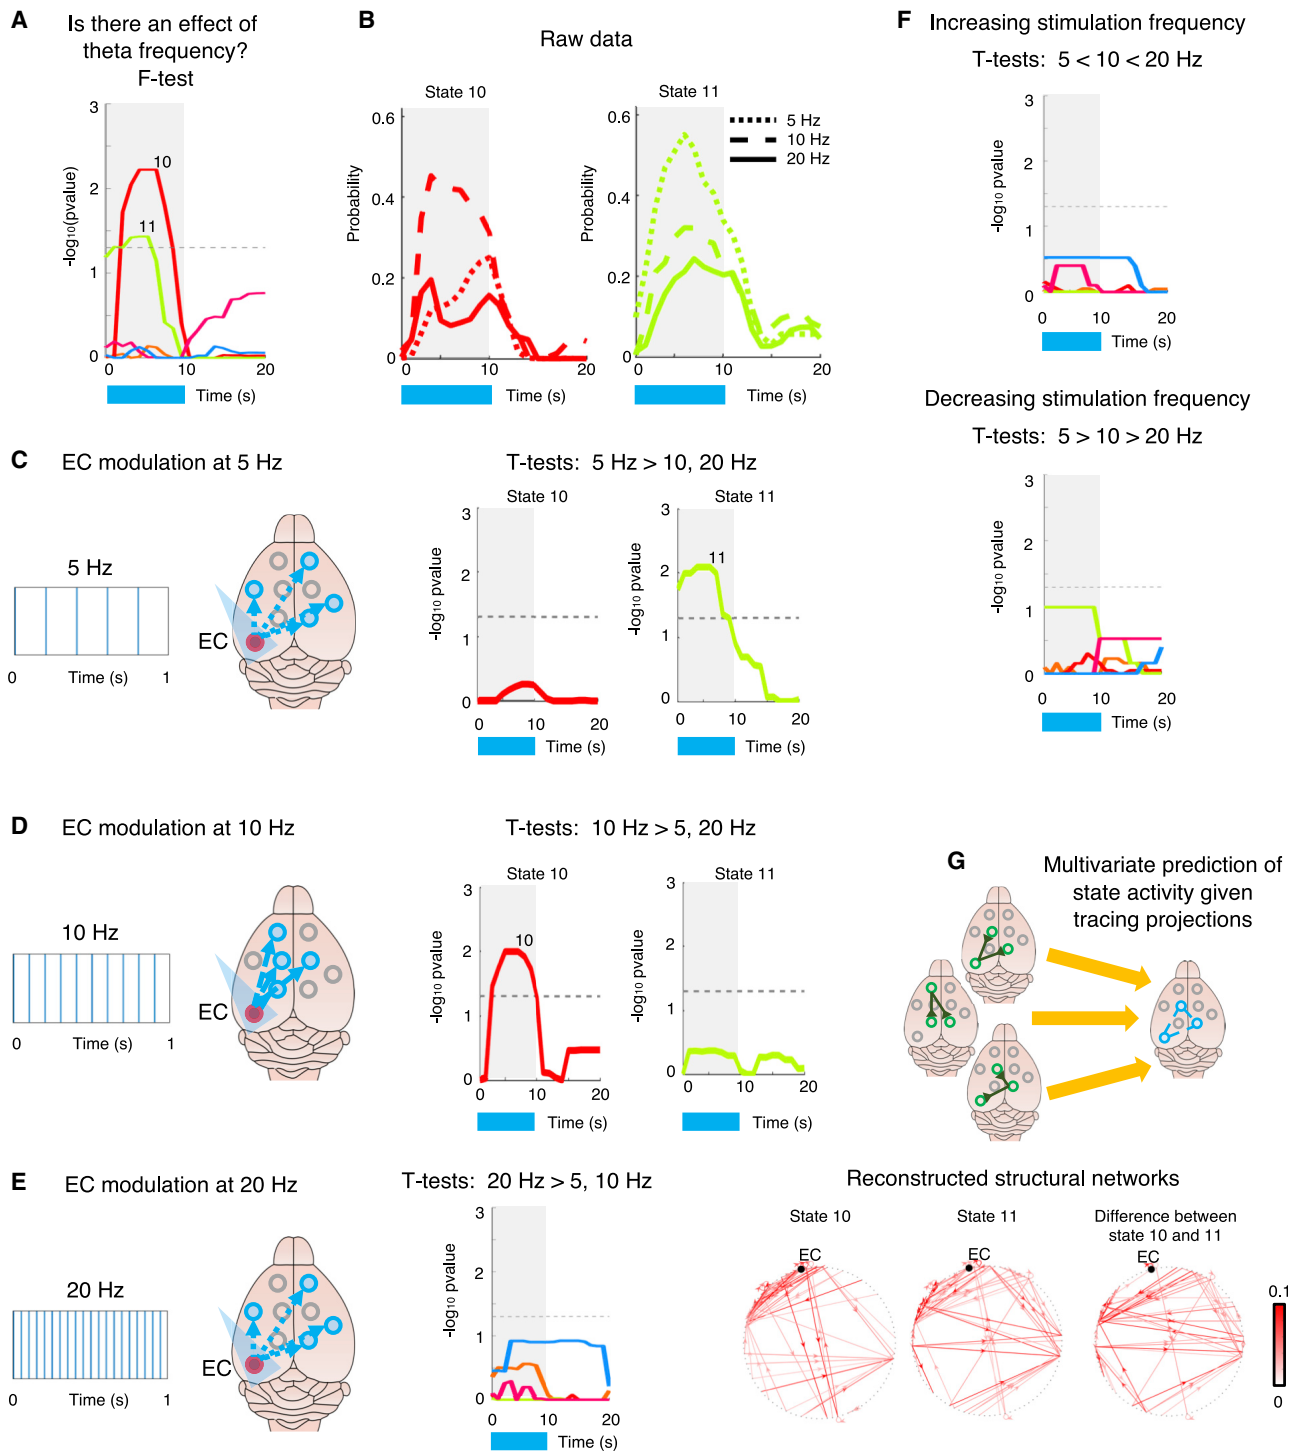 A
Is there an effect of
theta frequency?
F-test
-log10(pvalue)
3
2
1
0
10
11
0
10
20
Time (s)
B
Raw data
State 10
Probability
0.6
0.4
0.2
0.0
0
10
20
Time (s)
State 11
Probability
0.6
0.4
0.2
0.0
0
10
20
Time (s)
5 Hz
10 Hz
20 Hz
C
EC modulation at 5 Hz
5 Hz
0
Time (s)
1
EC
T-tests: 5 Hz > 10, 20 Hz
State 10
-log10 pvalue
3
2
1
0
0
10
20
Time (s)
State 11
-log10 pvalue
3
2
1
0
11
0
10
20
Time (s)
D
EC modulation at 10 Hz
10 Hz
0
Time (s)
1
EC
T-tests: 10 Hz > 5, 20 Hz
State 10
-log10 pvalue
3
2
1
0
10
0
10
20
Time (s)
State 11
-log10 pvalue
3
2
1
0
0
10
20
Time (s)
E
EC modulation at 20 Hz
20 Hz
0
Time (s)
1
EC
T-tests: 20 Hz > 5, 10 Hz
-log10 pvalue
3
2
1
0
0
10
20
Time (s)
F
Increasing stimulation frequency
T-tests: 5 < 10 < 20 Hz
-log10 pvalue
3
2
1
0
0
10
20
Time (s)
Decreasing stimulation frequency
T-tests: 5 > 10 > 20 Hz
-log10 pvalue
3
2
1
0
0
10
20
Time (s)
G
Multivariate prediction of
state activity given
tracing projections
Reconstructed structural networks
State 10
EC
State 11
EC
Difference between
state 10 and 11
EC
0.1
0